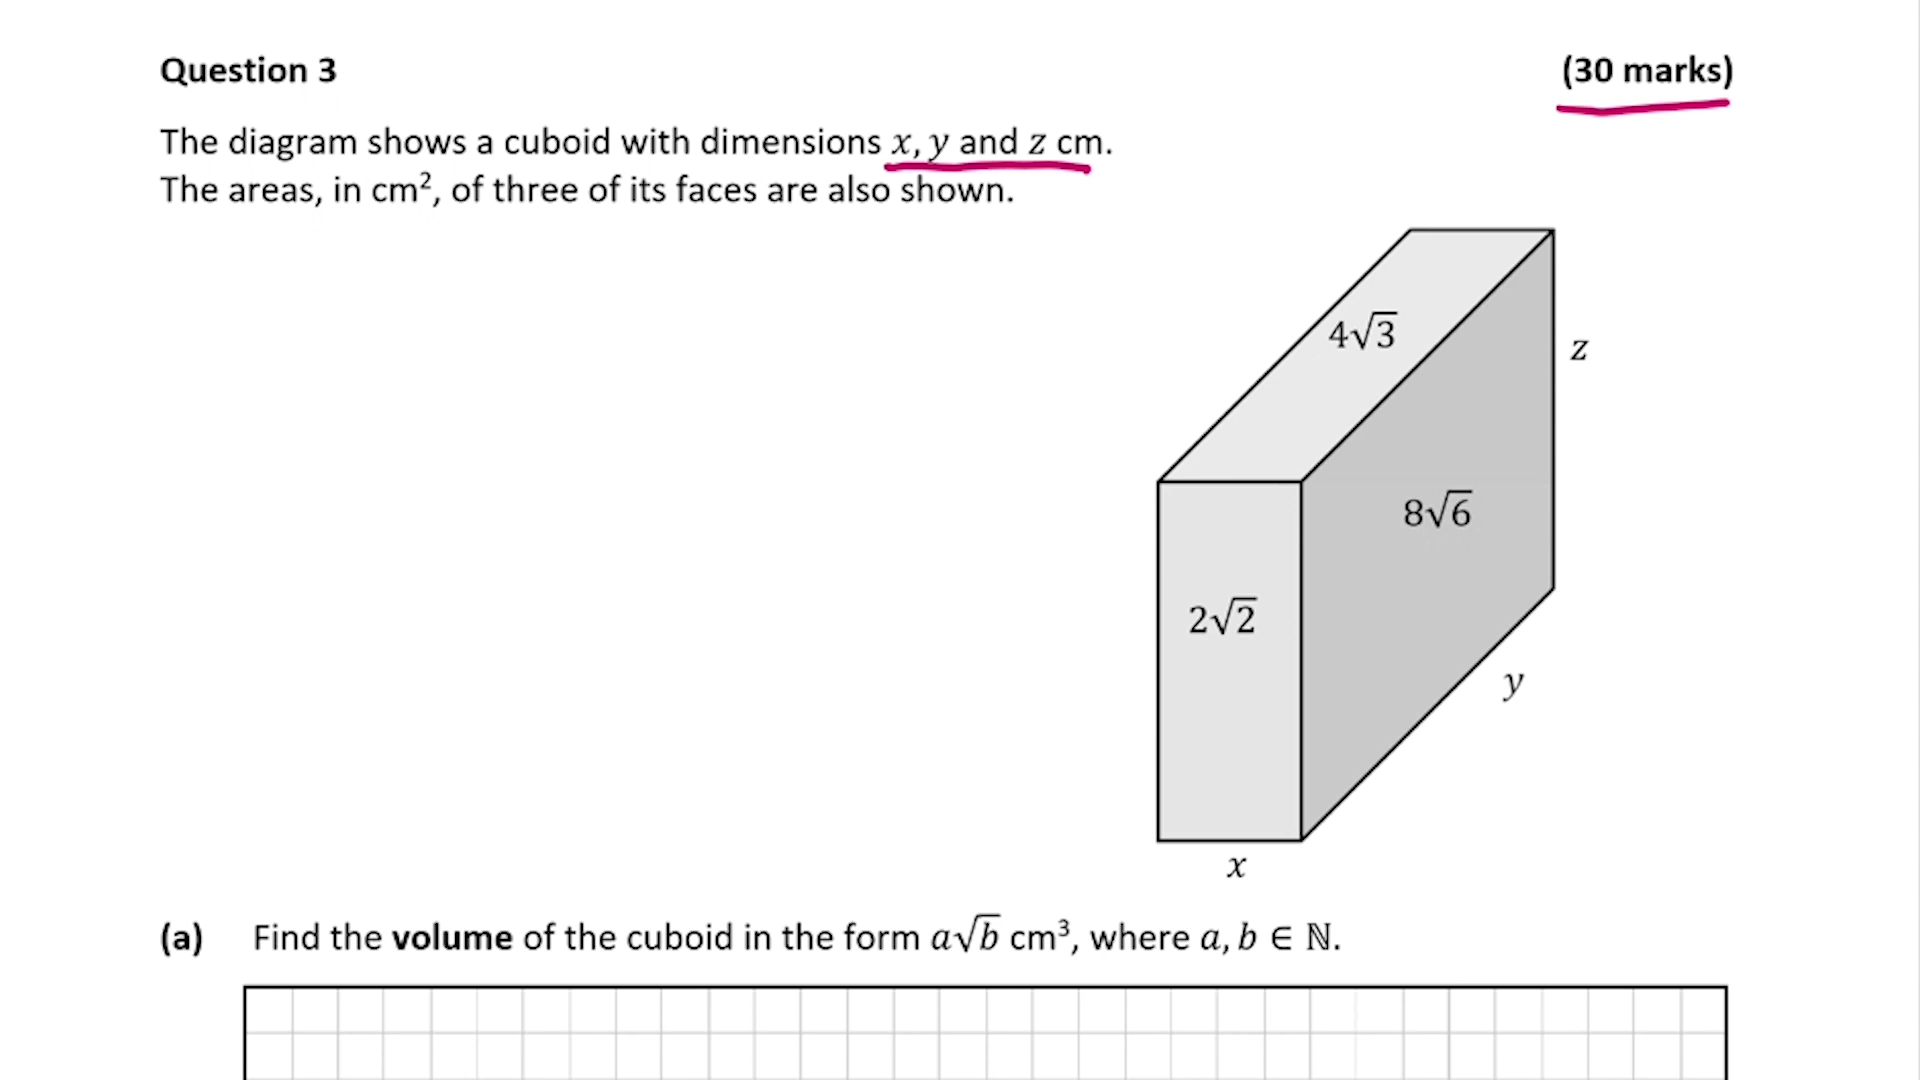 Question 3
(30 marks)
The diagram shows a cuboid with dimensions x, y and z cm.
The areas, in cm², of three of its faces are also shown.
4√3
z
8√6
2√2
y
x
(a) Find the volume of the cuboid in the form a√b cm³, where a, b ∈ ℕ.